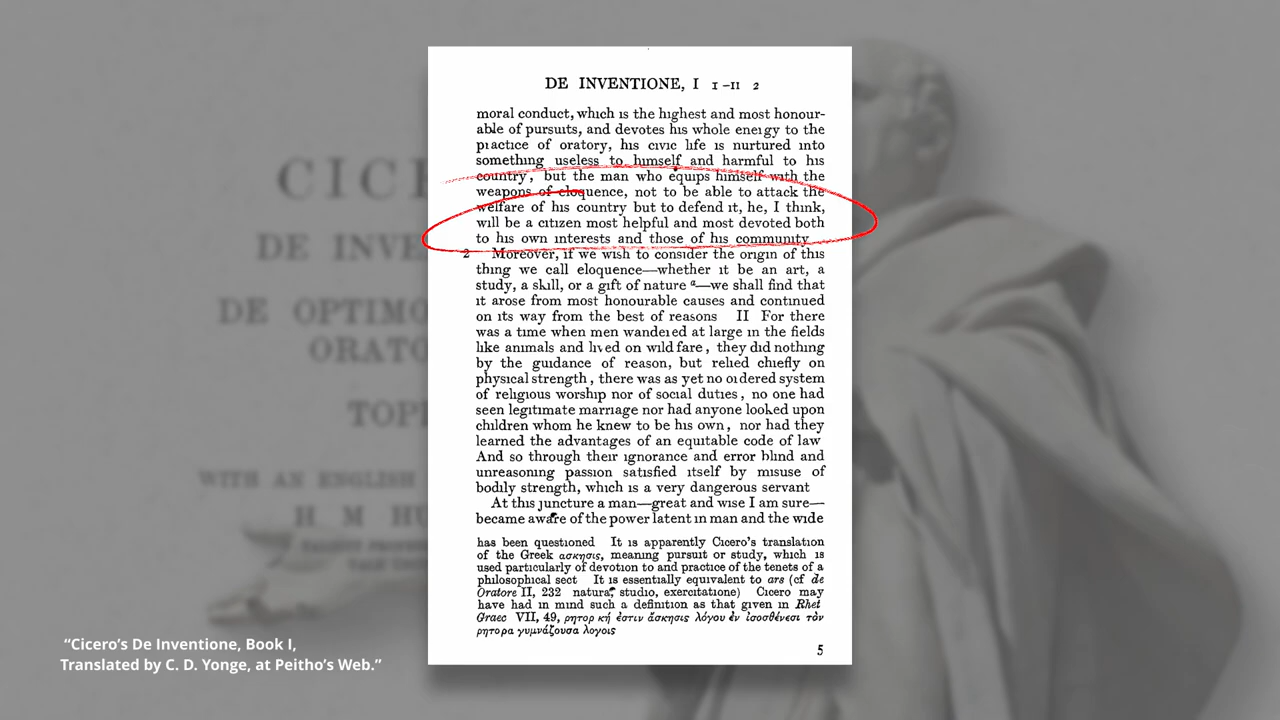 DE INVENTIONE, I I–II 2
moral conduct, which is the highest and most honour-
able of pursuits, and devotes his whole energy to the
practice of oratory, his civic life is nurtured into
something useless to himself and harmful to his
country, but the man who equips himself with the
weapons of eloquence, not to be able to attack the
welfare of his country but to defend it, he, I think,
will be a citizen most helpful and most devoted both
to his own interests and those of his community
2 Moreover, if we wish to consider the origin of this
thing we call eloquence—whether it be an art, a
study, a skill, or a gift of nature ᵃ—we shall find that
it arose from most honourable causes and continued
on its way from the best of reasons II For there
was a time when men wandered at large in the fields
like animals and lived on wild fare, they did nothing
by the guidance of reason, but relied chiefly on
physical strength, there was as yet no ordered system
of religious worship nor of social duties, no one had
seen legitimate marriage nor had anyone looked upon
children whom he knew to be his own, nor had they
learned the advantages of an equitable code of law
And so through their ignorance and error blind and
unreasoning passion satisfied itself by misuse of
bodily strength, which is a very dangerous servant
At this juncture a man—great and wise I am sure—
became aware of the power latent in man and the wide
has been questioned It is apparently Cicero's translation
of the Greek ασκησις, meaning pursuit or study, which is
used particularly of devotion to and practice of the tenets of a
philosophical sect It is essentially equivalent to ars (cf de
Oratore II, 232 natura, studio, exercitatione) Cicero may
have had in mind such a definition as that given in Rhet
Graec VII, 49, ρητορ κή έστιν ἄσκησις λόγου ἐν ἰσοσθένεσι τὸν
ρητορα γυμνάζουσα λογοις
5
CIC
DE INVE
DE OPTIMO
ORATO
TOPI
WITH AN ENGLISH
H M HU
“Cicero’s De Inventione, Book I,
Translated by C. D. Yonge, at Peitho’s Web.”